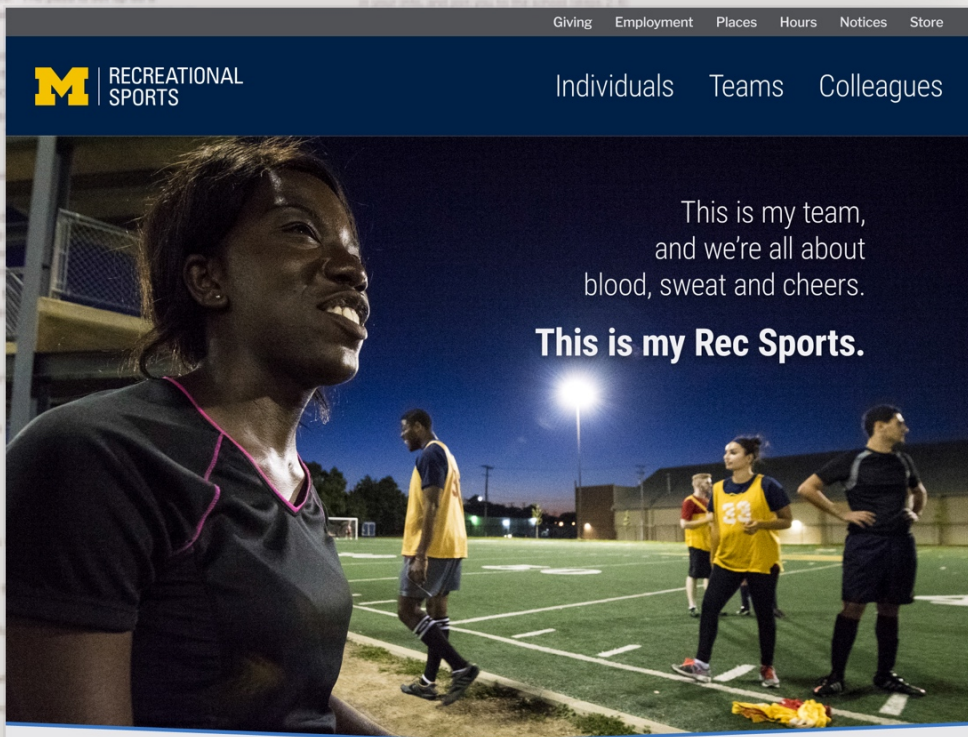 Giving Employment Places Hours Notices Store
M RECREATIONAL
SPORTS
Individuals Teams Colleagues
This is my team,
and we're all about
blood, sweat and cheers.
This is my Rec Sports.
23